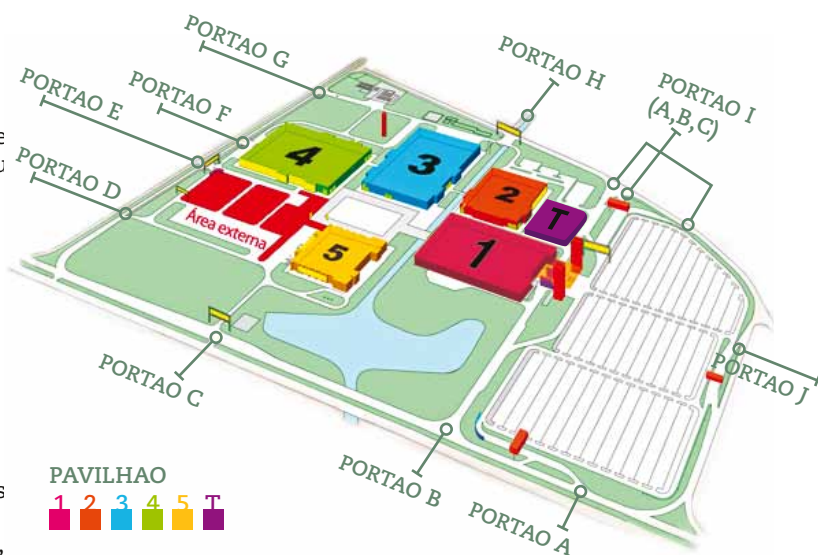 PORTAO G
PORTAO H
PORTAO E
PORTAO F
PORTAO I
(A,B,C)
PORTAO D
4
3
2
T
Área externa
5
1
PORTAO C
PORTAO J
PORTAO B
PORTAO A
PAVILHAO
1 2 3 4 5 T